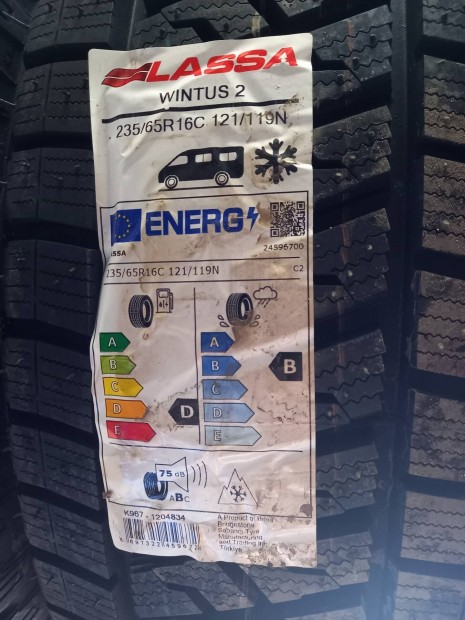 LASSA
WINTUS 2
235/65R16C 121/119N
ENERG
24596700
235/65R16C 121/119N
C2
A
B
C
D
E
D
A
B
C
D
E
B
75 dB
ABC
K967 - 1204834
A Product of Brisa
Bridgestone
Sabancı Tyre
Manufacturing
and Trading Inc.
Türkiye